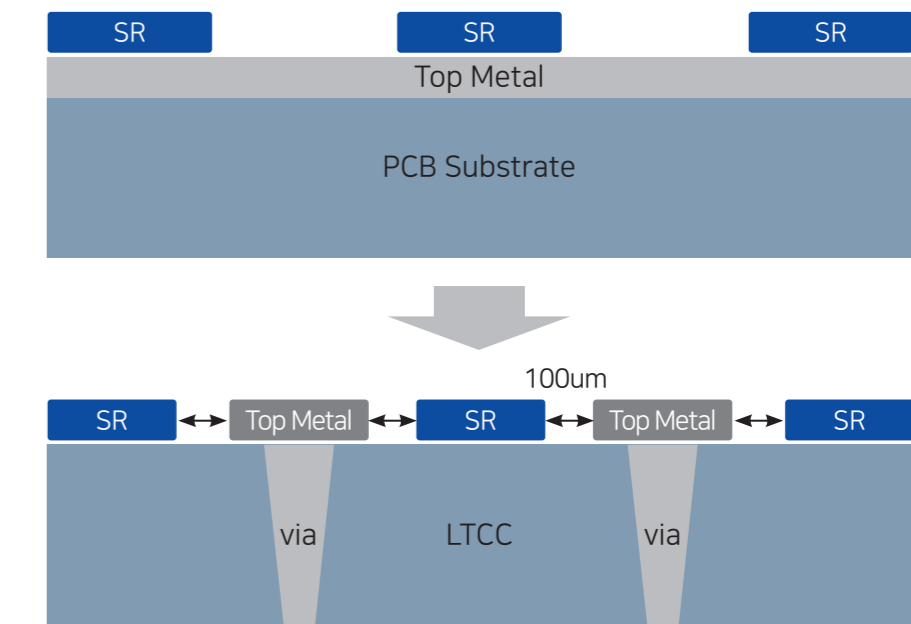 SR SR SR
Top Metal
PCB Substrate
100um
SR Top Metal SR Top Metal SR
via LTCC via